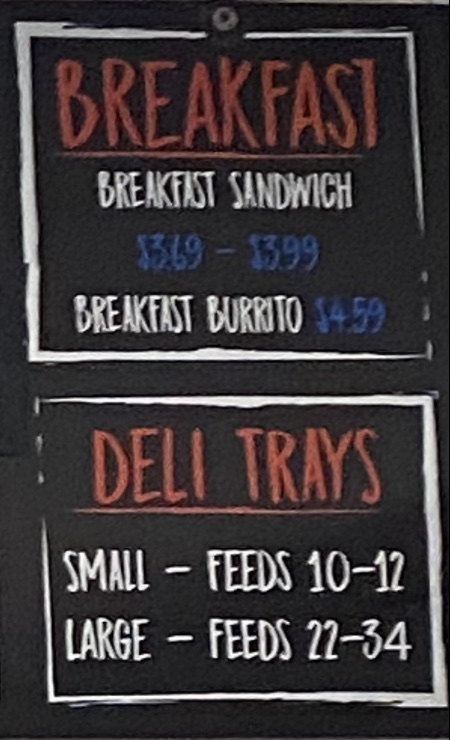 BREAKFAST
BREAKFAST SANDWICH
$3.69 – $3.99
BREAKFAST BURRITO $4.59
DELI TRAYS
SMALL – FEEDS 10–12
LARGE – FEEDS 22–34